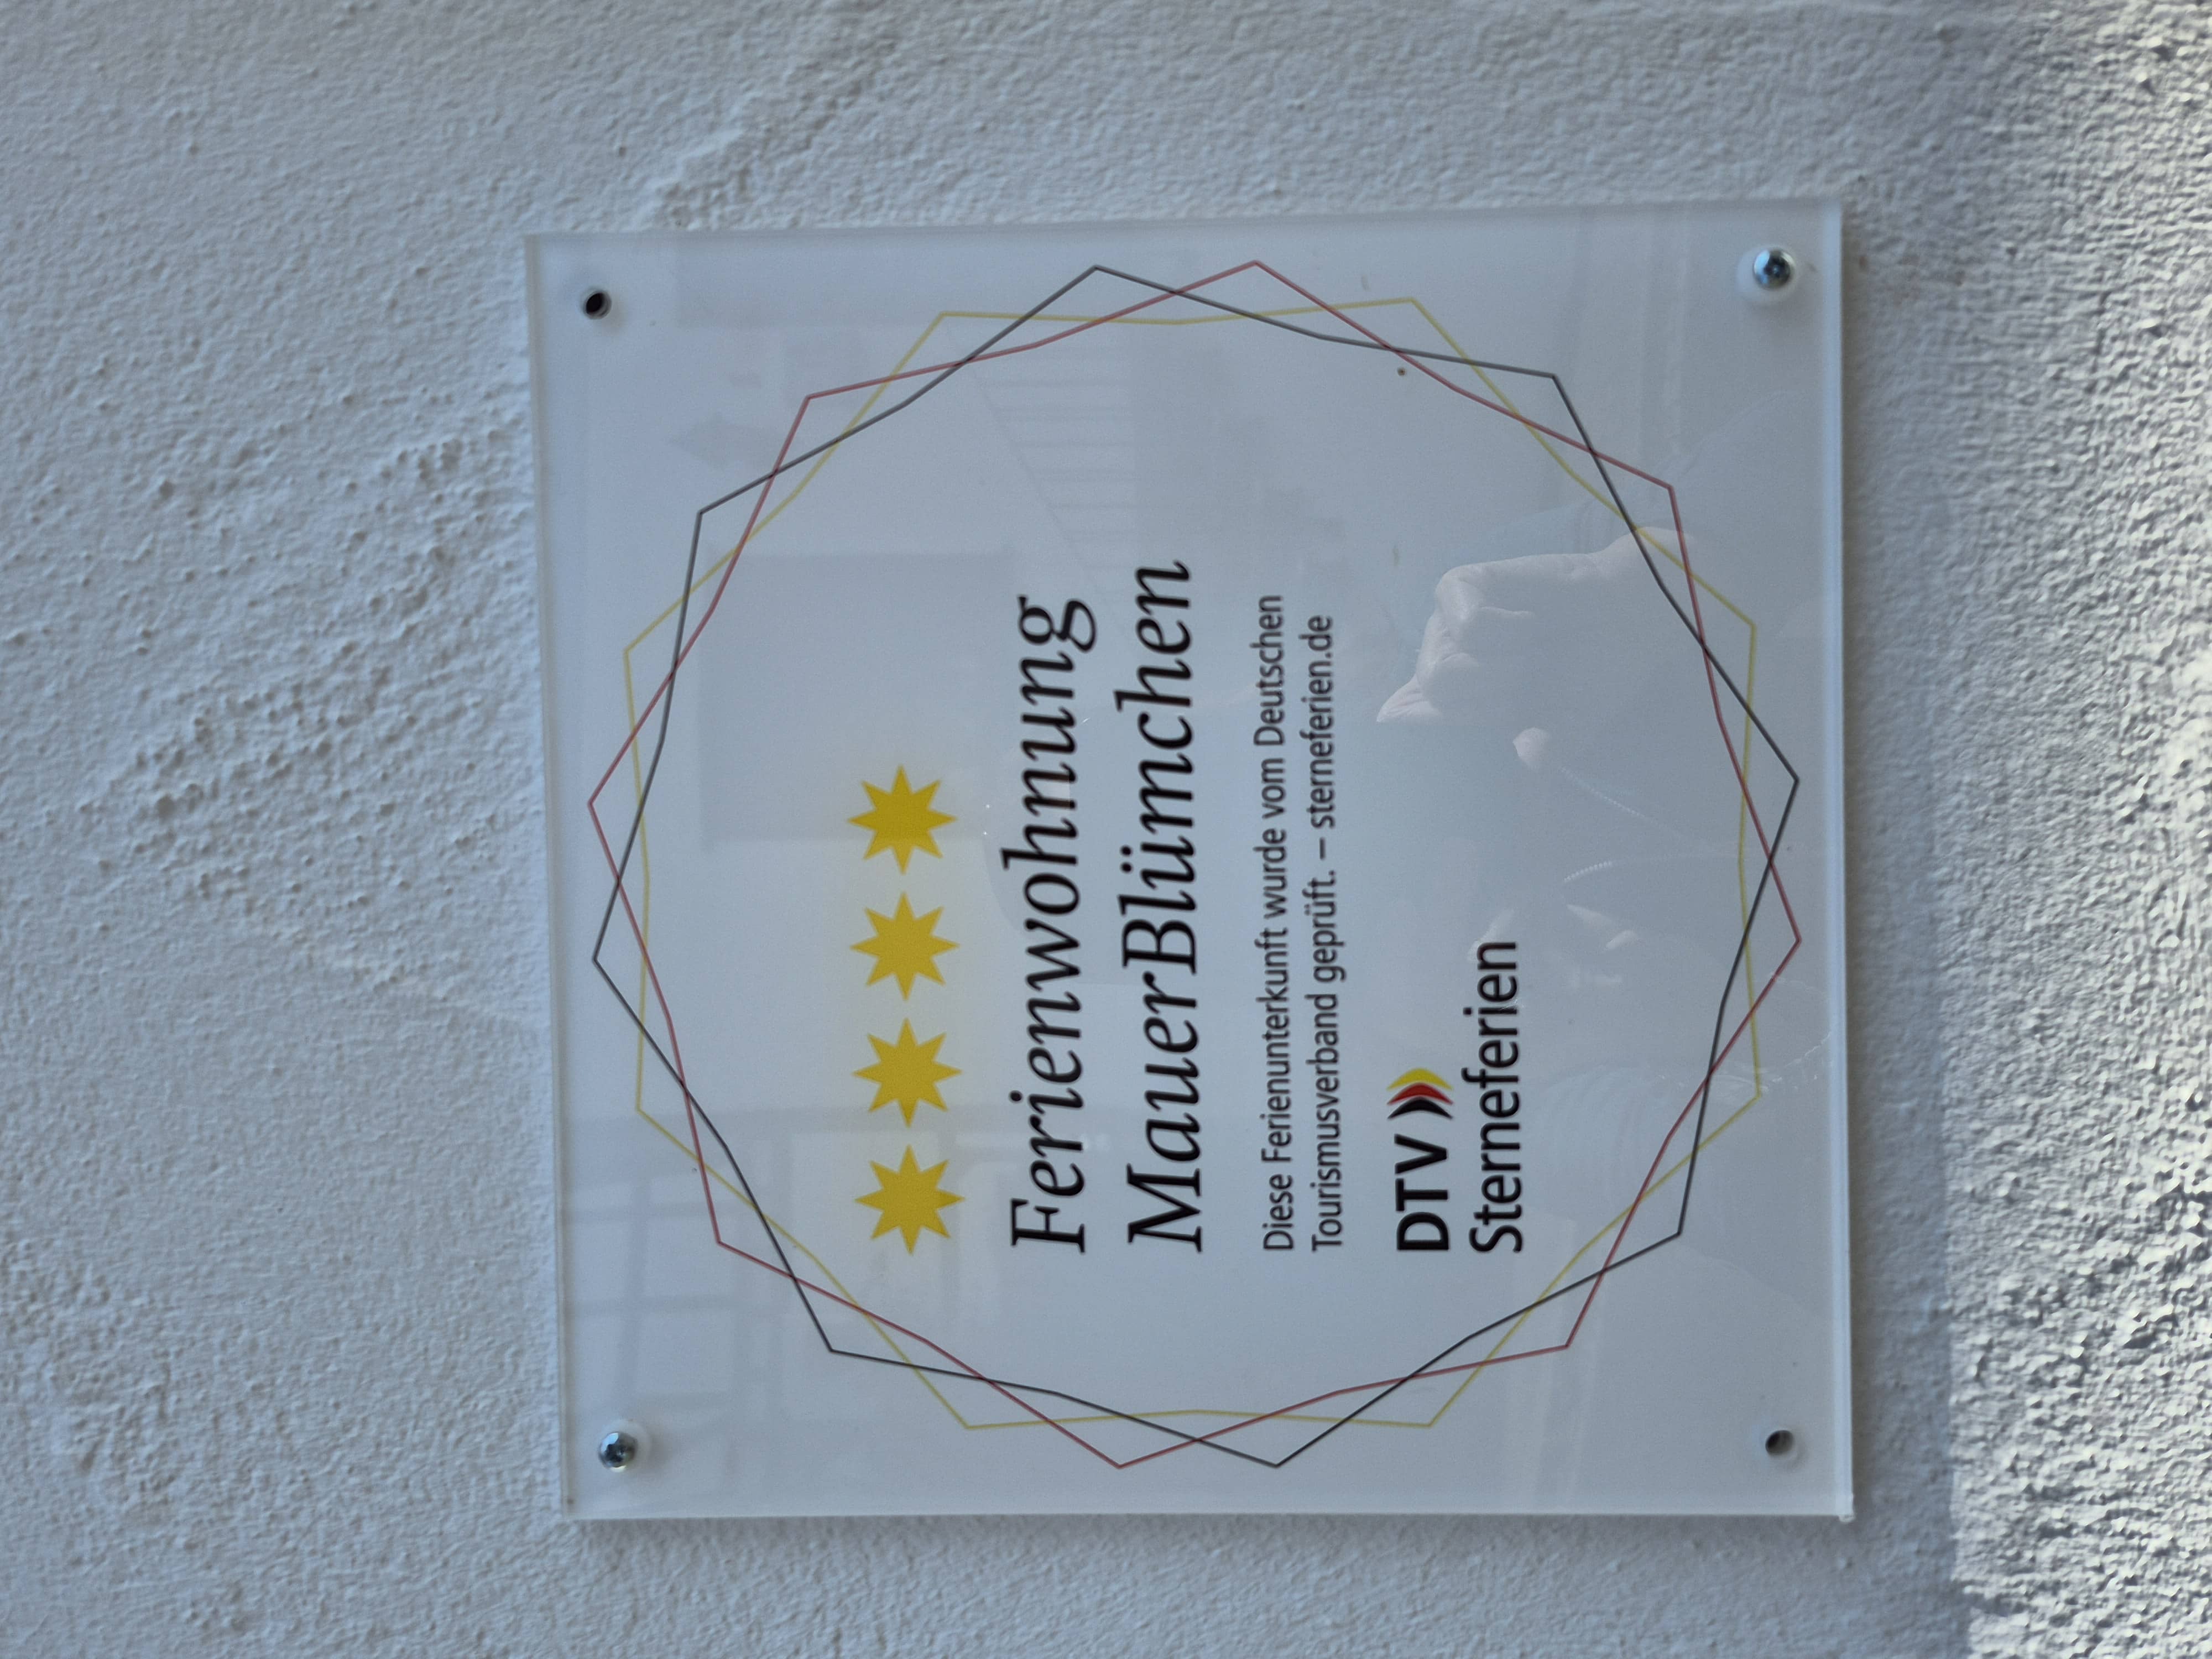 Ferienwohnung
MauerBlümchen
Diese Ferienunterkunft wurde vom Deutschen
Tourismusverband geprüft. – sterneferien.de
DTV
Sterneferien